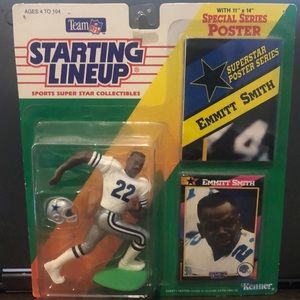 AGES 4 TO 104
Team NFL
STARTING
LINEUP
SPORTS SUPER STAR COLLECTIBLES
WITH 11" x 14"
SPECIAL SERIES
POSTER
SUPERSTAR
POSTER SERIES
EMMITT SMITH
22
EMMITT SMITH
Kenner